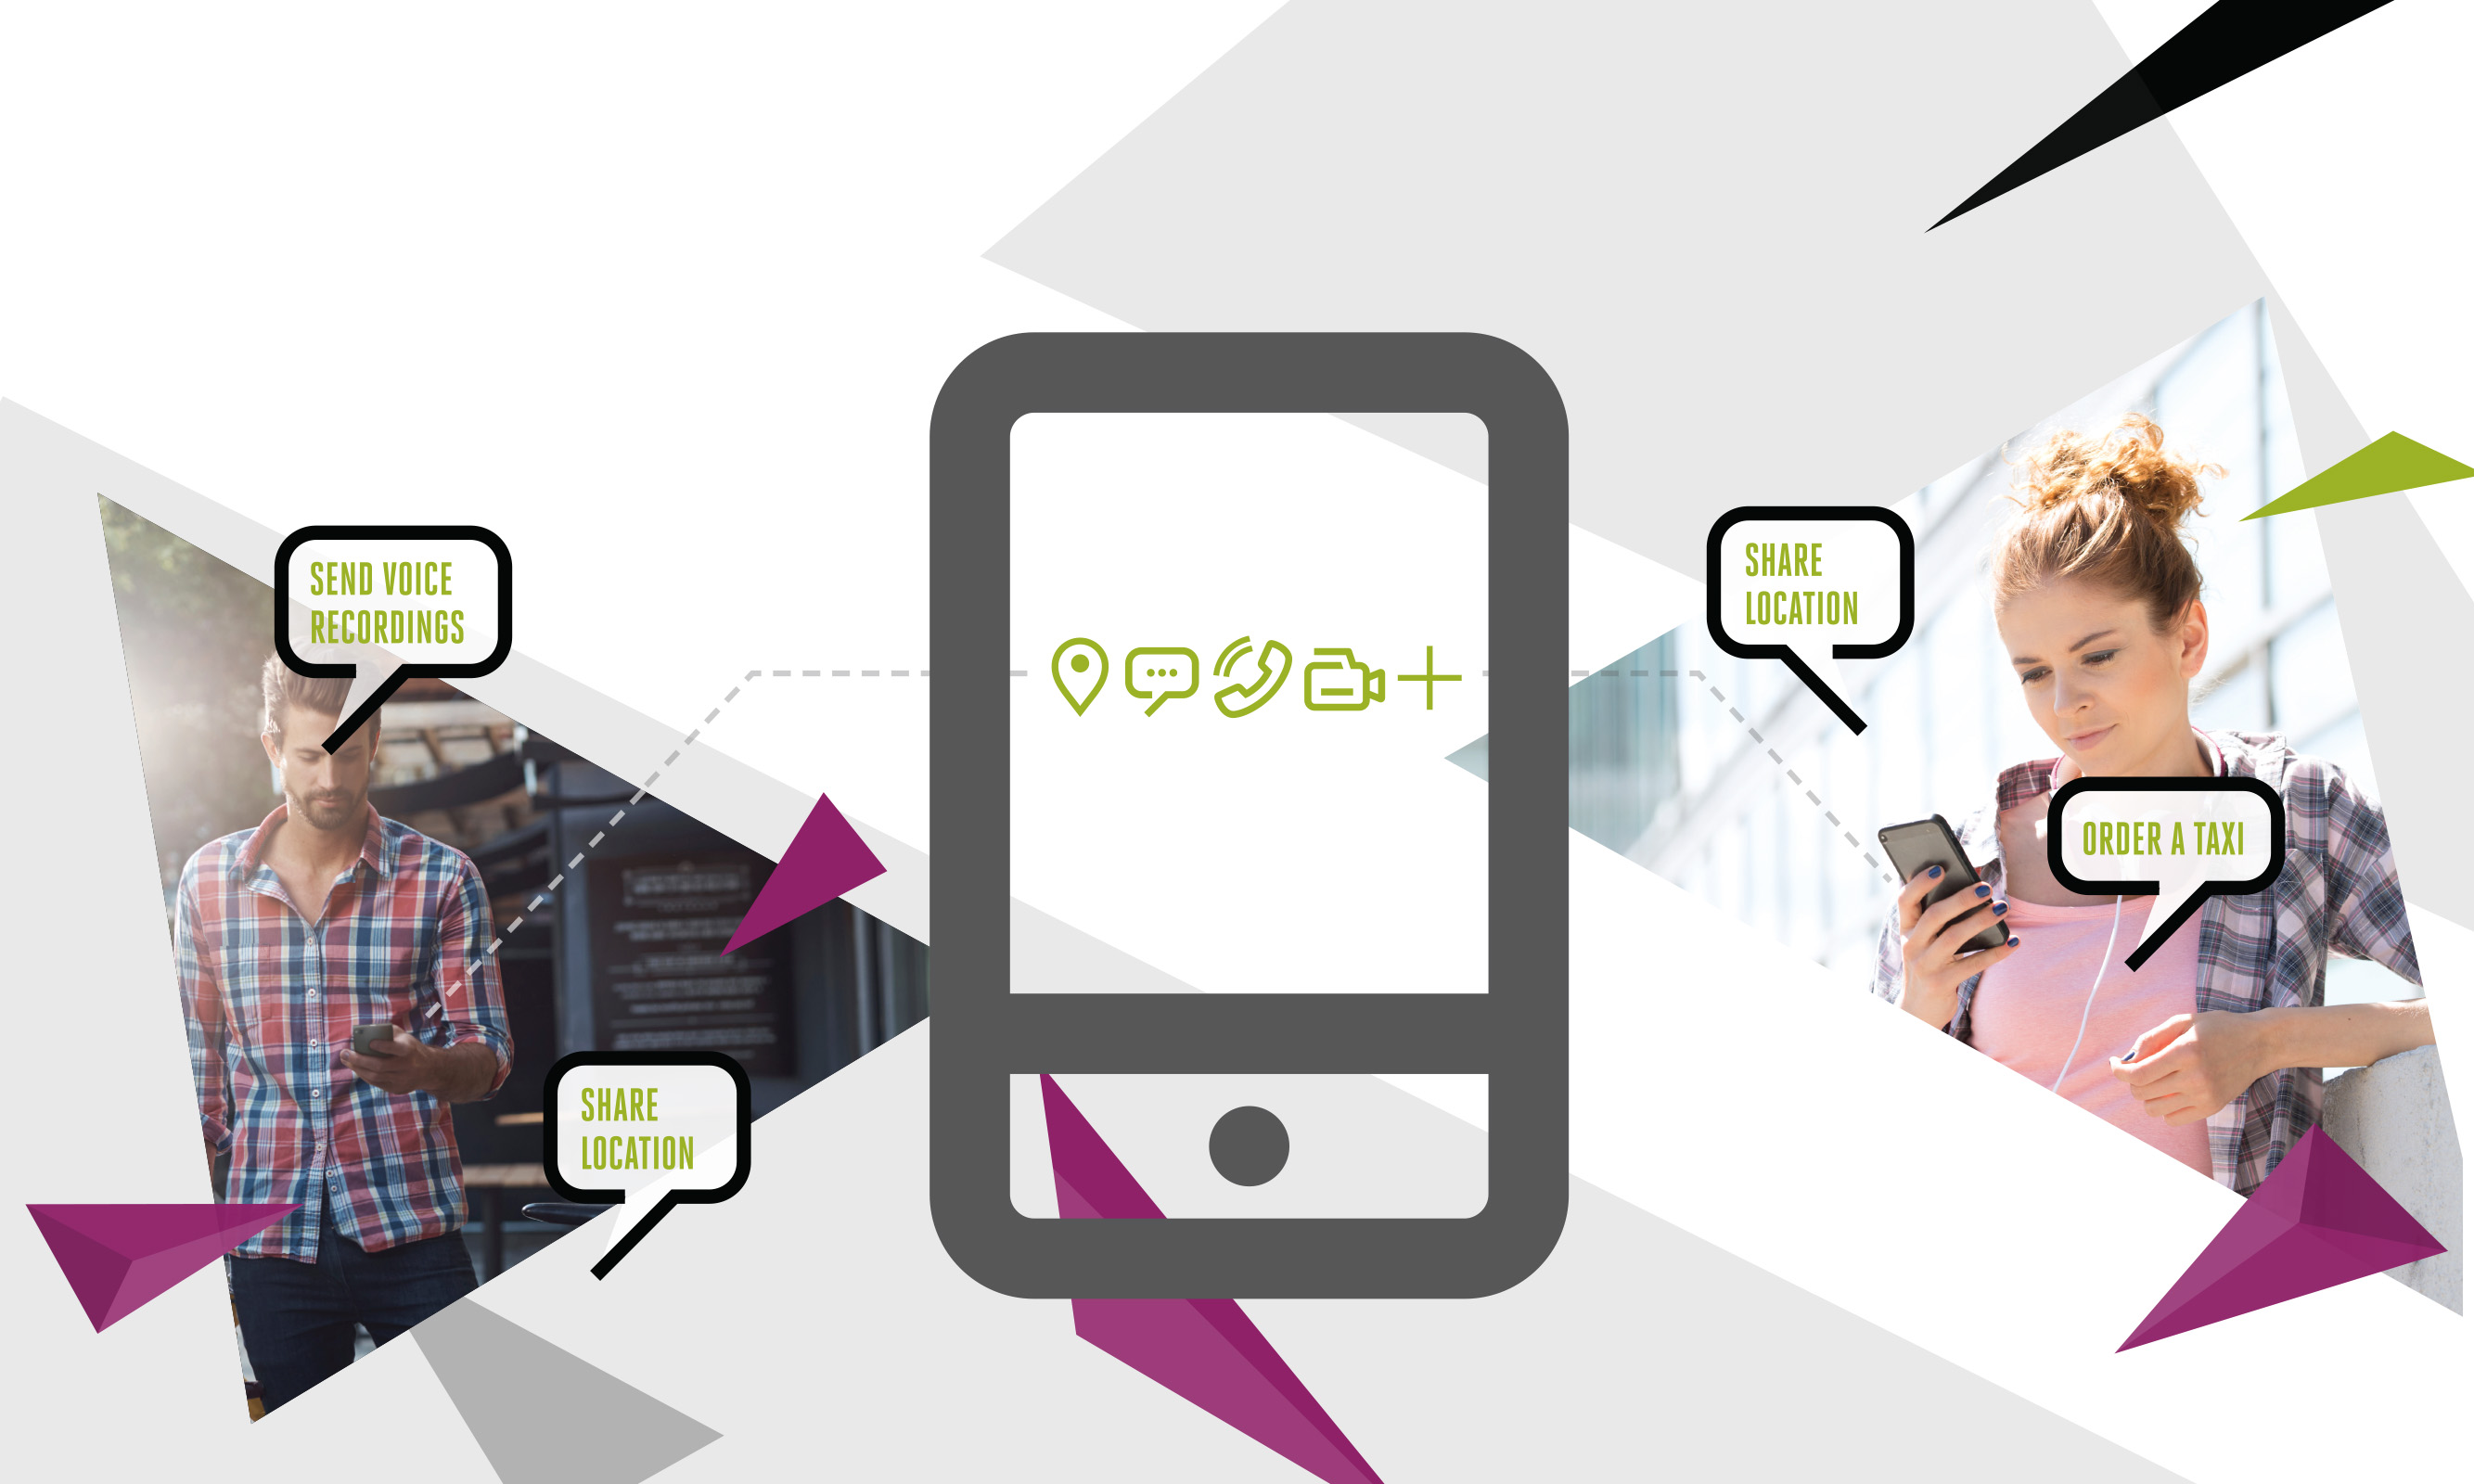 SEND VOICE
RECORDINGS
SHARE
LOCATION
SHARE
LOCATION
ORDER A TAXI